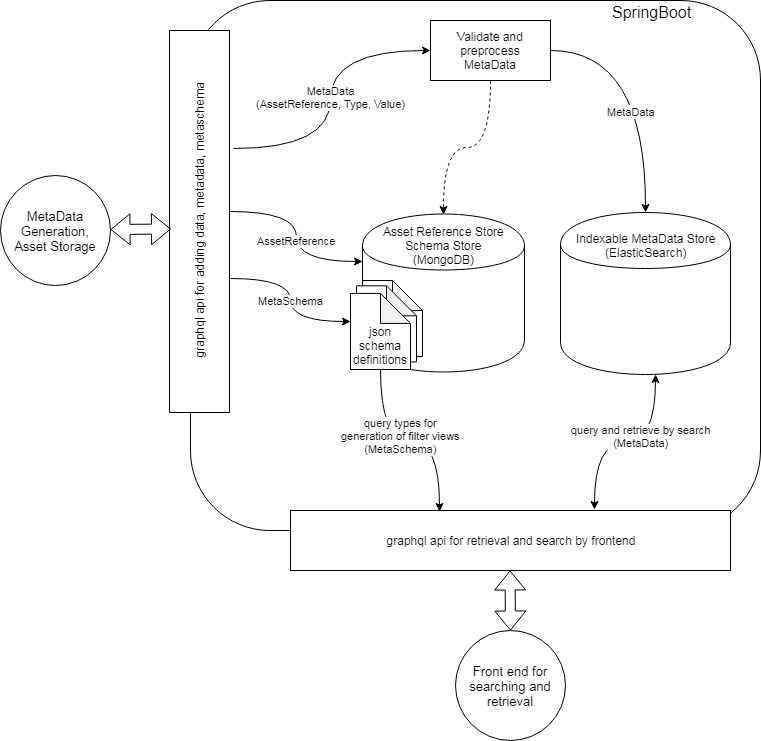 SpringBoot
Validate and
preprocess
MetaData
MetaData
(AssetReference, Type, Value)
MetaData
graphql api for adding data, metadata, metaschema
MetaData
Generation,
Asset Storage
AssetReference
Asset Reference Store
Schema Store
(MongoDB)
Indexable MetaData Store
(ElasticSearch)
MetaSchema
json
schema
definitions
query types for
generation of filter views
(MetaSchema)
query and retrieve by search
(MetaData)
graphql api for retrieval and search by frontend
Front end for
searching and
retrieval